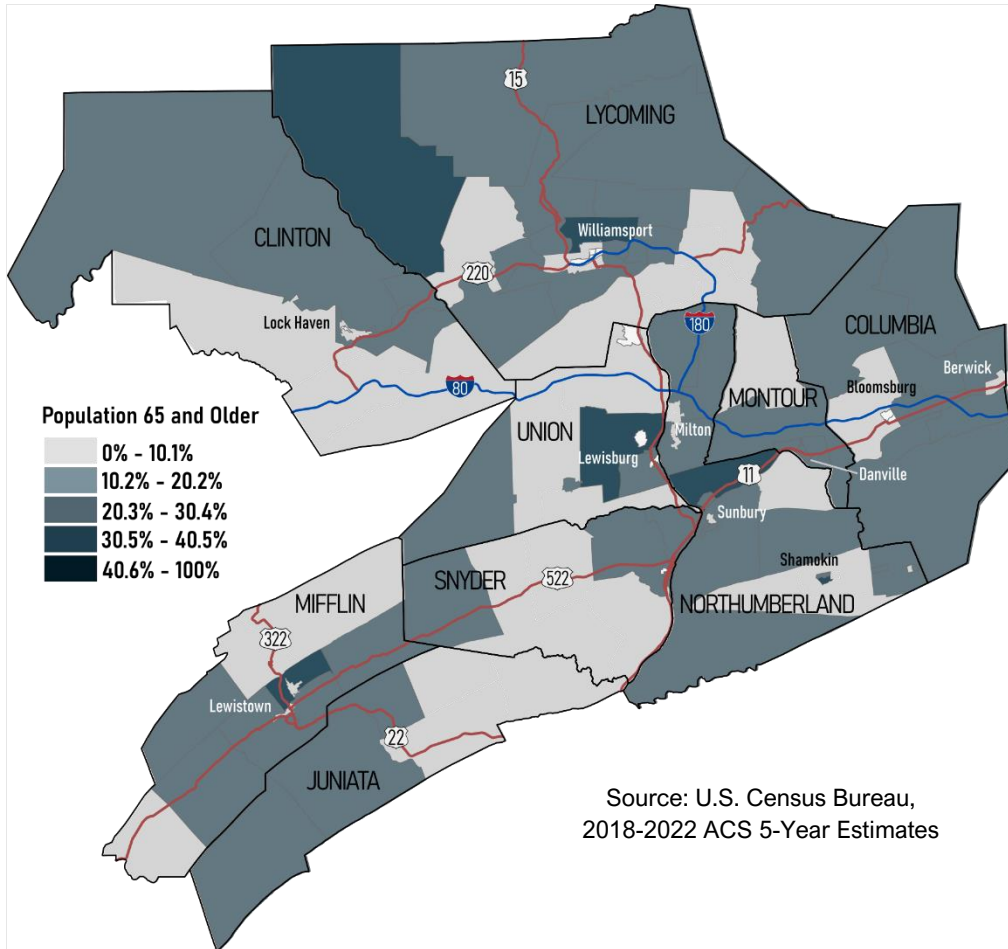 15
LYCOMING
Williamsport
CLINTON
220
Lock Haven
180
COLUMBIA
80
Berwick
Bloomsburg
MONTOUR
Population 65 and Older
0% - 10.1%
10.2% - 20.2%
20.3% - 30.4%
30.5% - 40.5%
40.6% - 100%
UNION
Milton
Lewisburg
11
Danville
Sunbury
Shamokin
SNYDER
522
MIFFLIN
NORTHUMBERLAND
322
Lewistown
22
JUNIATA
Source: U.S. Census Bureau,
2018-2022 ACS 5-Year Estimates